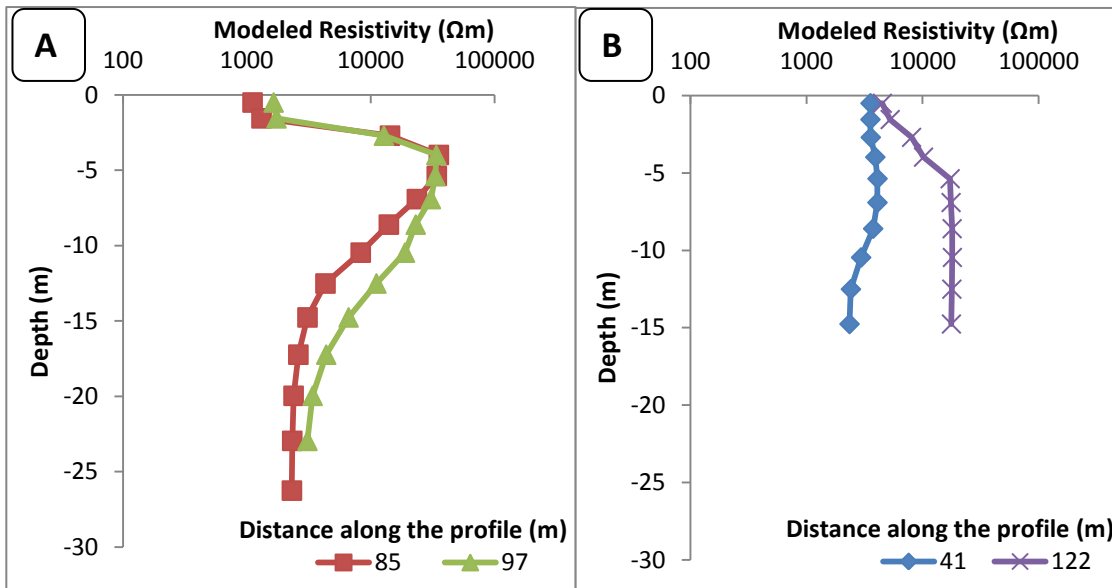 A
Modeled Resistivity (Ωm)
100 1000 10000 100000
0
-5
-10
-15
-20
-25
-30
Depth (m)
Distance along the profile (m)
85 97
B
Modeled Resistivity (Ωm)
100 1000 10000 100000
0
-5
-10
-15
-20
-25
-30
Depth (m)
Distance along the profile (m)
41 122